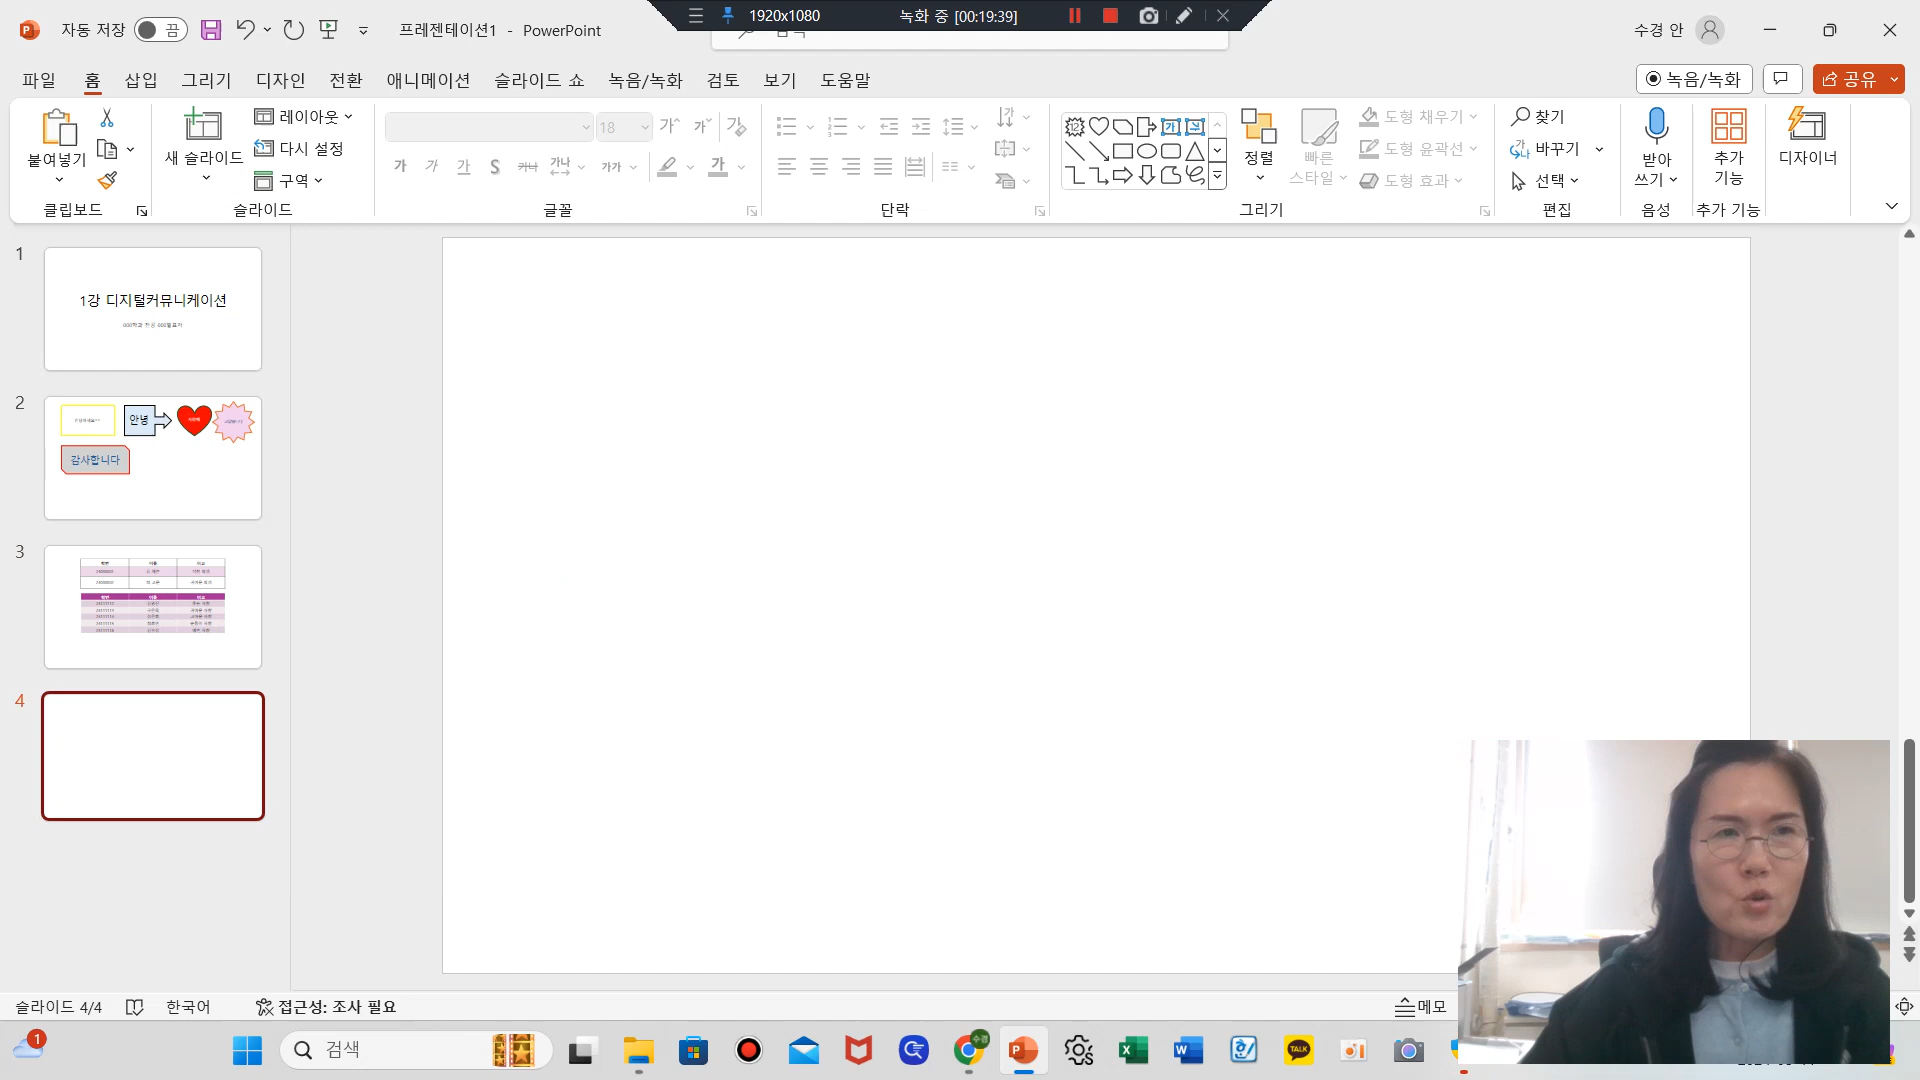 1920x1080
녹화 중 [00:19:39]
자동 저장
끔
프레젠테이션1 - PowerPoint
수경 안
파일
홈
삽입
그리기
디자인
전환
애니메이션
슬라이드 쇼
녹음/녹화
검토
보기
도움말
녹음/녹화
공유
붙여넣기
클립보드
새 슬라이드
레이아웃
다시 설정
구역
슬라이드
18
글꼴
단락
정렬
빠른
스타일
도형 채우기
도형 윤곽선
도형 효과
그리기
찾기
바꾸기
선택
편집
받아
쓰기
음성
추가
기능
추가 기능
디자이너
1
1강 디지털커뮤니케이션
2
안녕
감사합니다
3
4
슬라이드 4/4
한국어
접근성: 조사 필요
메모
1
검색